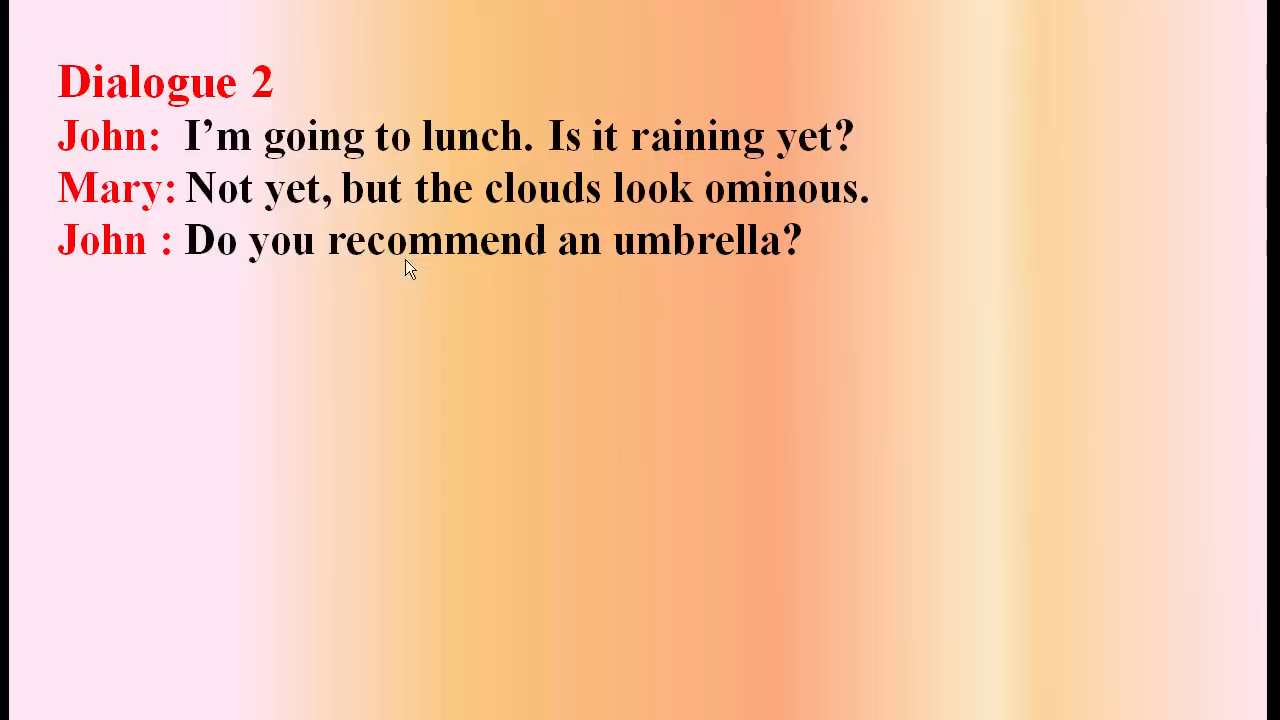 Dialogue 2
John: I’m going to lunch. Is it raining yet?
Mary: Not yet, but the clouds look ominous.
John : Do you recommend an umbrella?